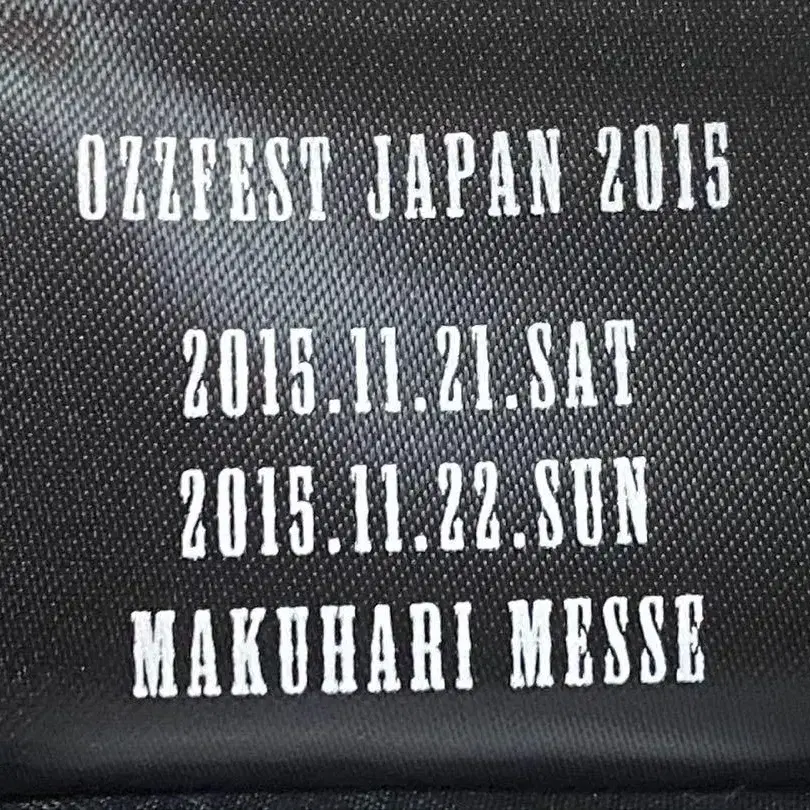 OZZFEST JAPAN 2015
2015.11.21.SAT
2015.11.22.SUN
MAKUHARI MESSE